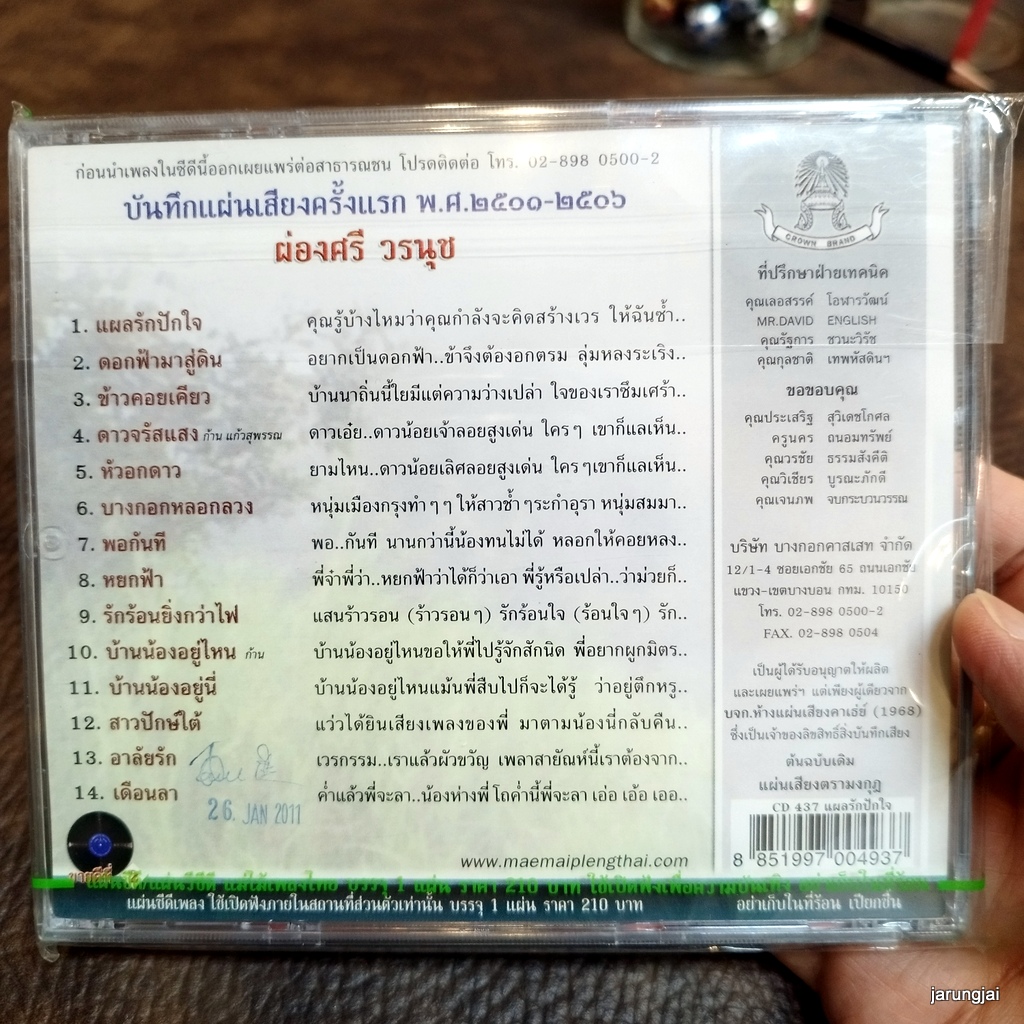 ก่อนนำเพลงในซีดีนี้ออกเผยแพร่ต่อสาธารณชน โปรดติดต่อ โทร. 02-898 0500-2
บันทึกแผ่นเสียงครั้งแรก พ.ศ.๒๕๐๑-๒๕๐๖
ผ่องศรี วรนุช
1. แผลรักปักใจ คุณรู้บ้างไหมว่าคุณกำลังจะคิดสร้างเวร ให้ฉันช้ำ..
2. ดอกฟ้ามาสู่ดิน อยากเป็นดอกฟ้า..ข้าจึงต้องอกตรม ลุ่มหลงระเริง..
3. ข้าวคอยเคียว บ้านนาถิ่นนี้ใยมีแต่ความว่างเปล่า ใจของเราซึมเศร้า..
4. ดาวจรัสแสง ก้าน แก้วสุพรรณ ดาวเอ๋ย..ดาวน้อยเจ้าลอยสูงเด่น ใครๆ เขาก็แลเห็น..
5. หัวอกดาว ยามไหน..ดาวน้อยเลิศลอยสูงเด่น ใครๆเขาก็แลเห็น..
6. บางกอกหลอกลวง หนุ่มเมืองกรุงทำๆๆ ให้สาวช้ำๆระกำอุรา หนุ่มสมมา..
7. พอกันที พอ..กันที นานกว่านี้น้องทนไม่ได้ หลอกให้คอยหลง..
8. หยกฟ้า พี่จ๋าพี่ว่า..หยกฟ้าว่าได้ก็ว่าเอา พี่รู้หรือเปล่า..ว่าม่วยก็..
9. รักร้อนยิ่งกว่าไฟ แสนร้าวรอน (ร้าวรอนๆ) รักร้อนใจ (ร้อนใจๆ) รัก..
10. บ้านน้องอยู่ไหน ก้าน บ้านน้องอยู่ไหนขอให้พี่ไปรู้จักสักนิด พี่อยากผูกมิตร..
11. บ้านน้องอยู่นี่ บ้านน้องอยู่ไหนแม้นพี่สืบไปก็จะได้รู้ ว่าอยู่ตึกหรู..
12. สาวปักษ์ใต้ แว่วได้ยินเสียงเพลงของพี่ มาตามน้องนี่กลับคืน..
13. อาลัยรัก เวรกรรม..เราแล้วผัวขวัญ เพลาสายัณห์นี้เราต้องจาก..
14. เดือนลา ค่ำแล้วพี่จะลา..น้องห่างพี่ โถค่ำนี้พี่จะลา เอ่อ เอ้อ เออ..
26. JAN 2011
www.maemaiplengthai.com
แผ่นซีดีเพลง ใช้เปิดฟังภายในสถานที่ส่วนตัวเท่านั้น บรรจุ 1 แผ่น ราคา 210 บาท อย่าเก็บในที่ร้อน เปียกชื้น
CROWN BRAND
ที่ปรึกษาฝ่ายเทคนิค
คุณเลอสรรค์ โอฬารวัฒน์
MR.DAVID ENGLISH
คุณรัฐการ ชวนะวิรัช
คุณกุลชาติ เทพหัสดินฯ
ขอขอบคุณ
คุณประเสริฐ สุวิเดชโกศล
ครูนคร ถนอมทรัพย์
คุณวรชัย ธรรมสังคีติ
คุณวิเชียร บูรณะภักดี
คุณเจนภพ จบกระบวนวรรณ
บริษัท บางกอกคาสเสท จำกัด
12/1-4 ซอยเอกชัย 65 ถนนเอกชัย
แขวง-เขตบางบอน กทม. 10150
โทร. 02-898 0500-2
FAX. 02-898 0504
เป็นผู้ได้รับอนุญาตให้ผลิต
และเผยแพร่ฯ แต่เพียงผู้เดียวจาก
บจก.ห้างแผ่นเสียงคาเธ่ย์ (1968)
ซึ่งเป็นเจ้าของลิขสิทธิ์สิ่งบันทึกเสียง
ต้นฉบับเดิม
แผ่นเสียงตรามงกุฎ
CD 437 แผลรักปักใจ
8 851997 004937
jarungjai